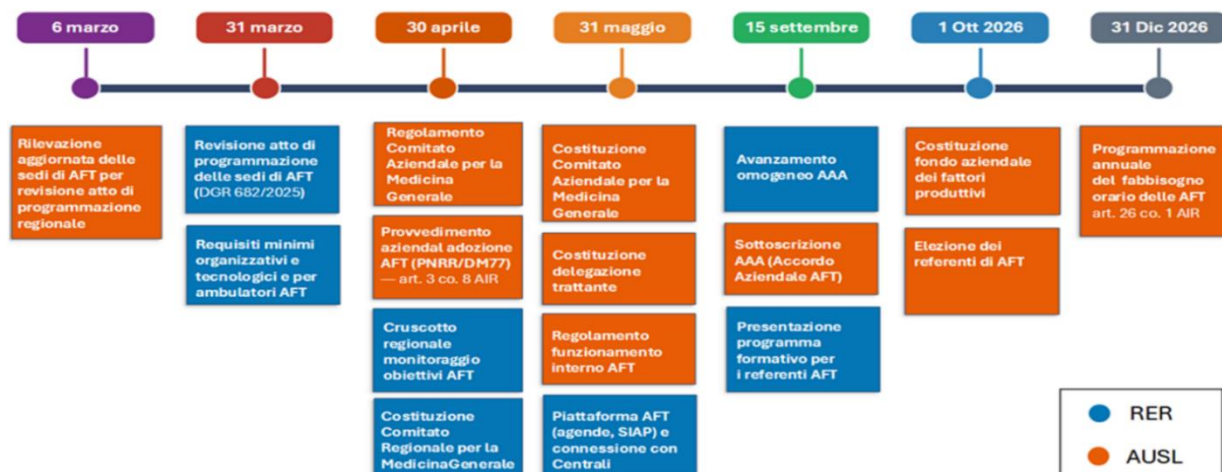 6 marzo
31 marzo
30 aprile
31 maggio
15 settembre
1 Ott 2026
31 Dic 2026
Rilevazione
aggiornata delle
sedi di AFT per
revisione atto di
programmazione
regionale
Revisione atto di
programmazione
delle sedi di AFT
(DGR 682/2025)
Requisiti minimi
organizzativi e
tecnologici e per
ambulatori AFT
Regolamento
Comitato
Aziendale per la
Medicina
Generale
Provvedimento
aziendal adozione
AFT (PNRR/DM77)
— art. 3 co. 8 AIR
Cruscotto
regionale
monitoraggio
obiettivi AFT
Costituzione
Comitato
Regionale per la
MedicinaGenerale
Costituzione
Comitato
Aziendale per la
Medicina
Generale
Costituzione
delegazione
trattante
Regolamento
funzionamento
interno AFT
Piattaforma AFT
(agende, SIAP) e
connessione con
Centrali
Avanzamento
omogeneo AAA
Sottoscrizione
AAA (Accordo
Aziendale AFT)
Presentazione
programma
formativo per
i referenti AFT
Costituzione
fondo aziendale
dei fattori
produttivi
Elezione dei
referenti di AFT
Programmazione
annuale
del fabbisogno
orario delle AFT
art. 26 co. 1 AIR
RER
AUSL